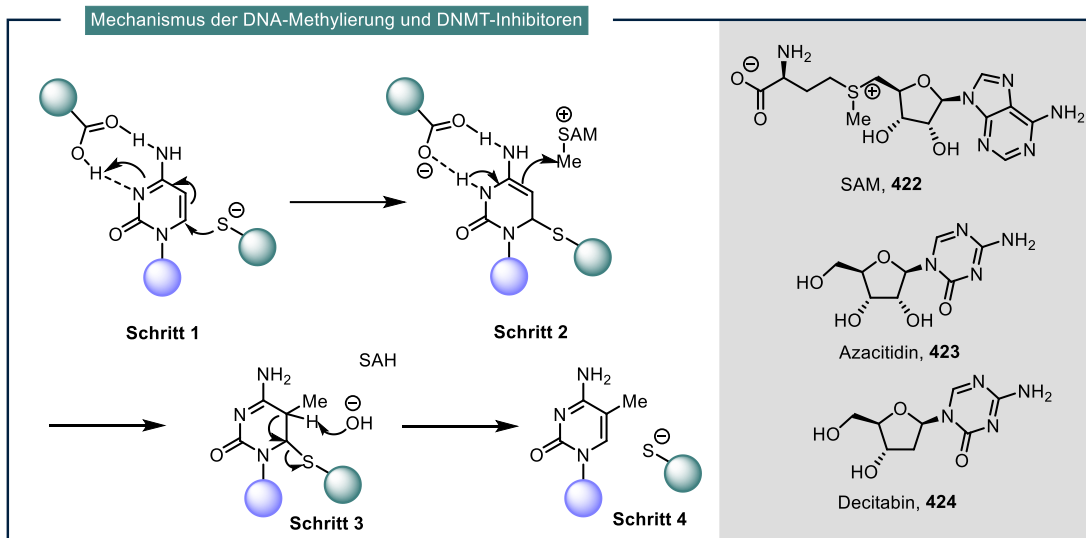 Mechanismus der DNA-Methylierung und DNMT-Inhibitoren
O
H
O
H
NH
N
O
N
S
⊖
Schritt 1
O
H
O
⊖
H
NH
N
O
N
S
⊕
SAM
Me
Schritt 2
SAH
NH₂
Me
N
H
⊖
OH
O
N
S
Schritt 3
NH₂
Me
N
O
N
S
⊖
Schritt 4
NH₂
⊖
O
O
S
⊕
Me
O
HO
OH
N
N
N
N
NH₂
SAM, 422
HO
O
HO
OH
N
N
N
NH₂
O
Azacitidin, 423
HO
O
HO
N
N
N
NH₂
O
Decitabin, 424